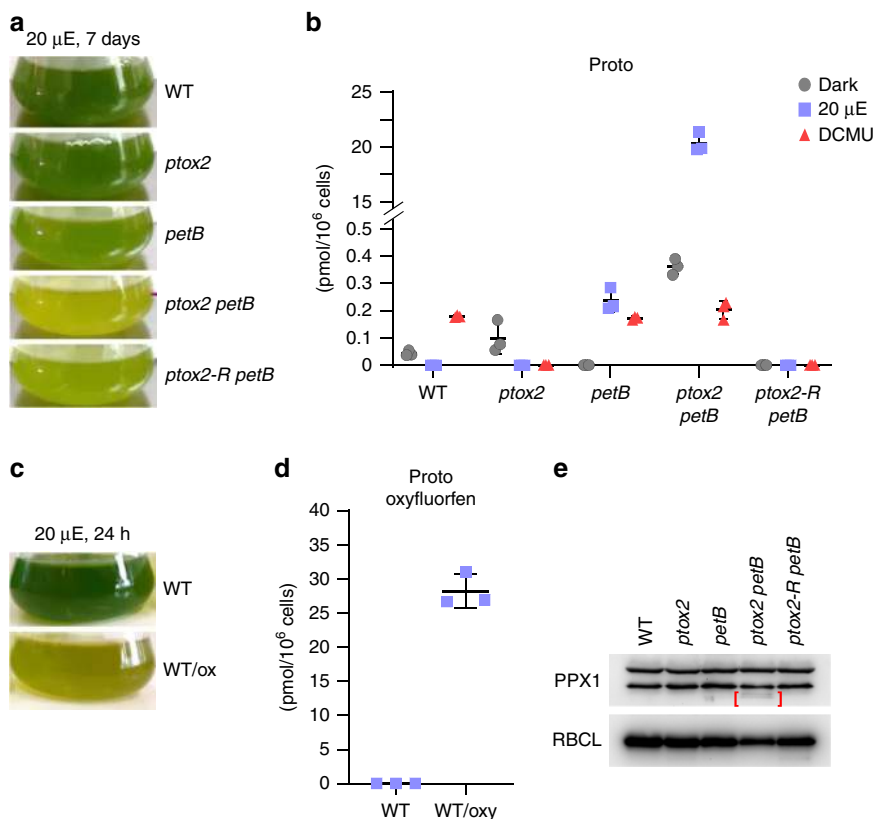 a
20 µE, 7 days
WT
ptox2
petB
ptox2 petB
ptox2-R petB
b
Proto
Dark
20 µE
DCMU
(pmol/10⁶ cells)
25
20
15
0.5
0.4
0.3
0.2
0.1
0
WT
ptox2
petB
ptox2
petB
ptox2-R
petB
c
20 µE, 24 h
WT
WT/ox
d
Proto
oxyfluorfen
(pmol/10⁶ cells)
40
35
30
25
20
15
10
5
0
WT
WT/oxy
e
WT
ptox2
petB
ptox2 petB
ptox2-R petB
PPX1
[ ]
RBCL